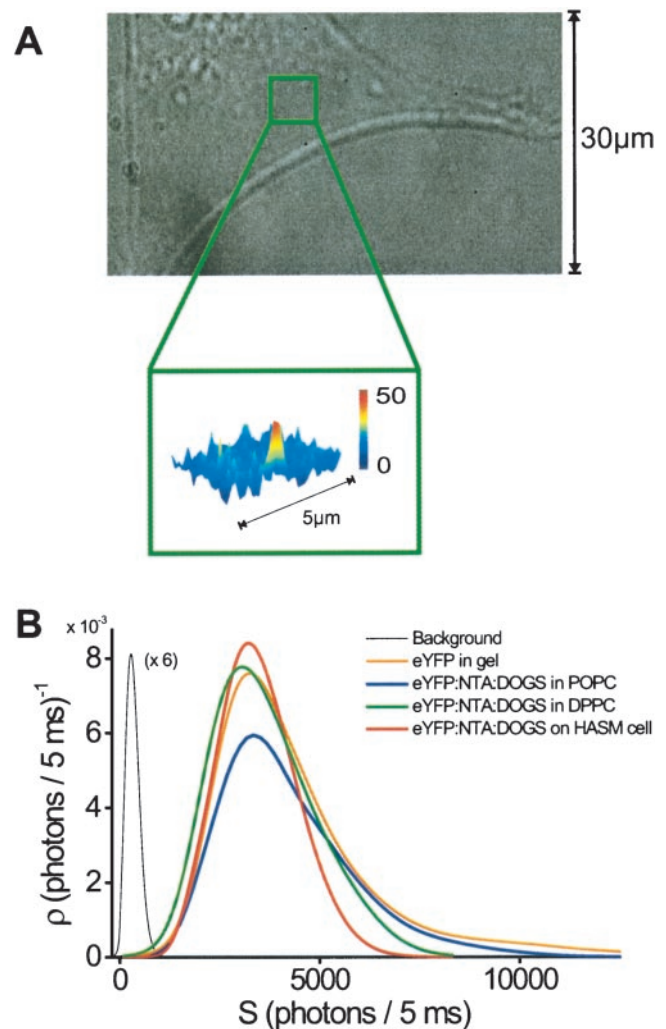 A
30µm
50
0
5µm
B
x 10⁻³
(x 6)
Background
eYFP in gel
eYFP:NTA:DOGS in POPC
eYFP:NTA:DOGS in DPPC
eYFP:NTA:DOGS on HASM cell
8
6
4
2
0
ρ (photons / 5 ms)⁻¹
0
5000
10000
S (photons / 5 ms)